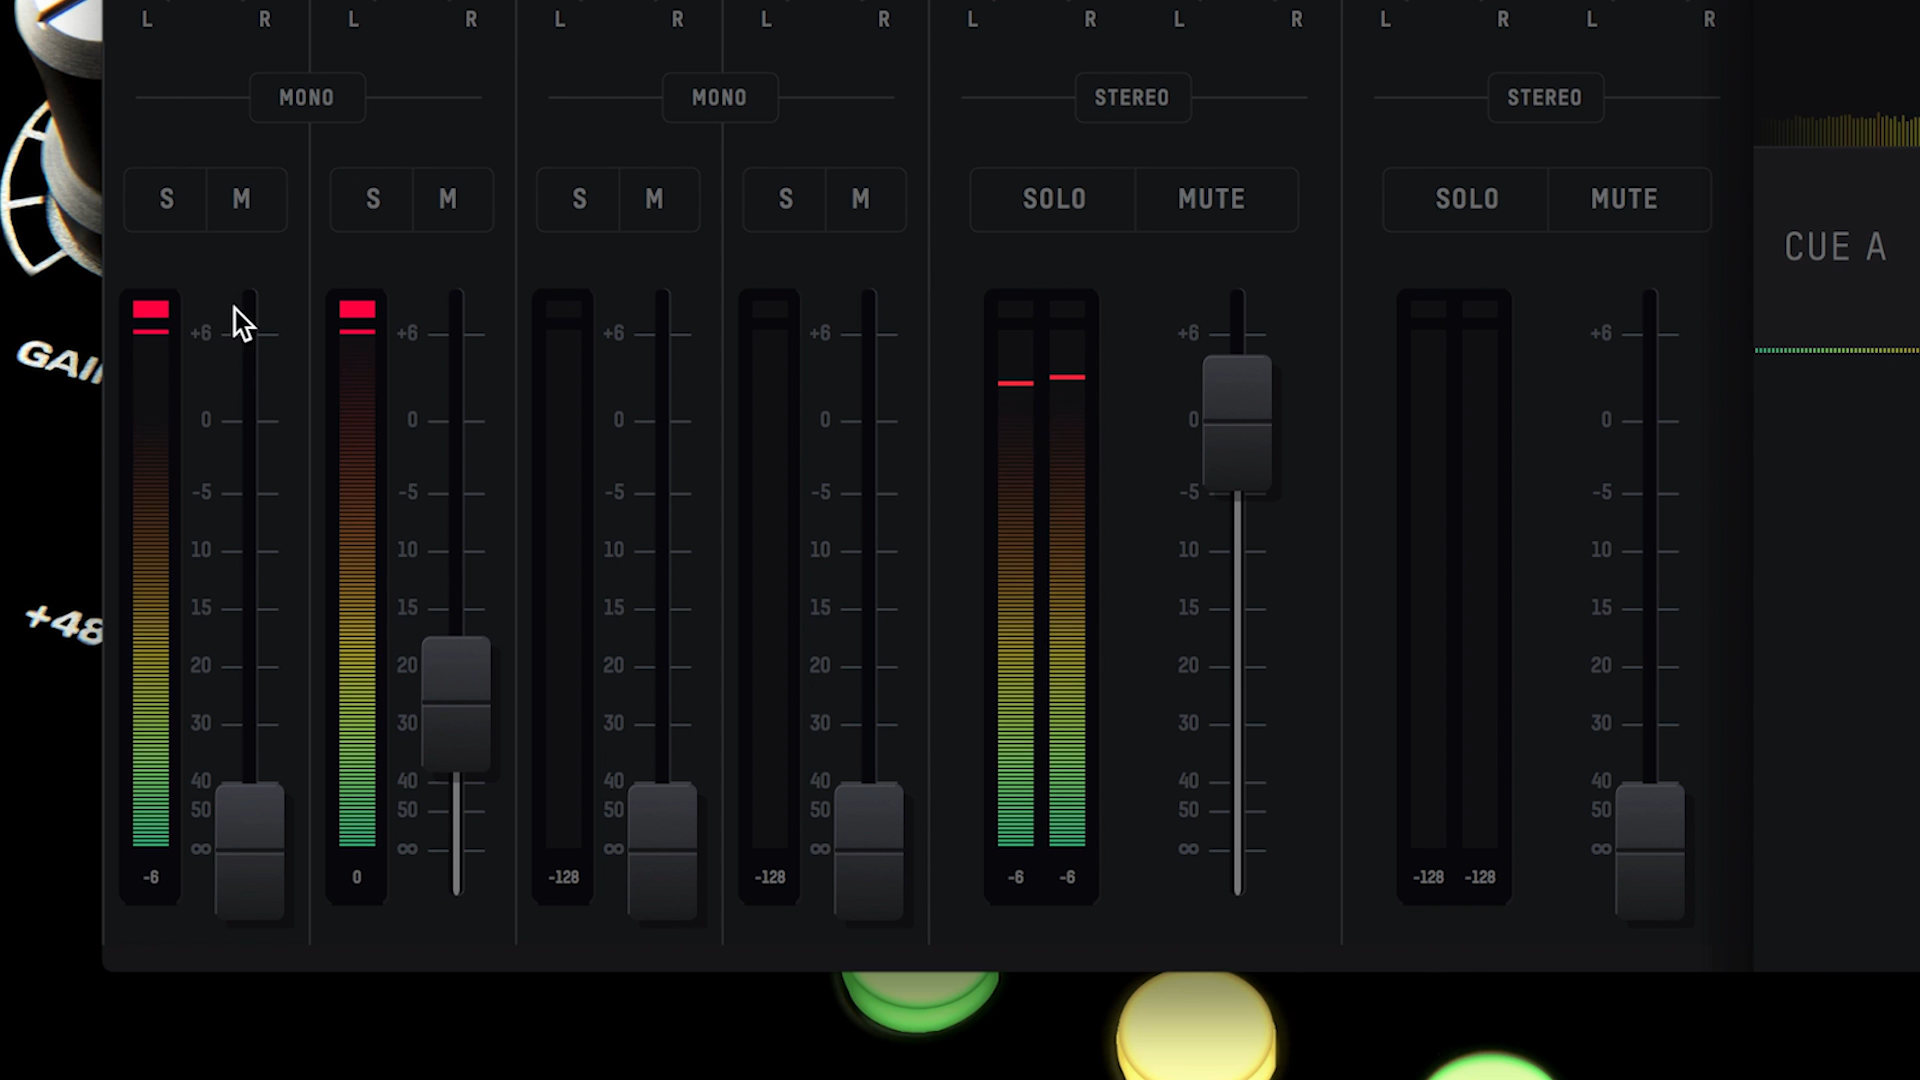 L R L R L R L R L R L R L R L R
MONO MONO STEREO STEREO
S M S M S M S M SOLO MUTE SOLO MUTE
CUE A
+6 +6 +6 +6 +6 +6
0 0 0 0 0 0
-5 -5 -5 -5 -5 -5
10 10 10 10 10 10
15 15 15 15 15 15
20 20 20 20 20 20
30 30 30 30 30 30
40 40 40 40 40 40
50 50 50 50 50 50
∞ ∞ ∞ ∞ ∞ ∞
-6 0 -128 -128 -6 -6 -128 -128
+48